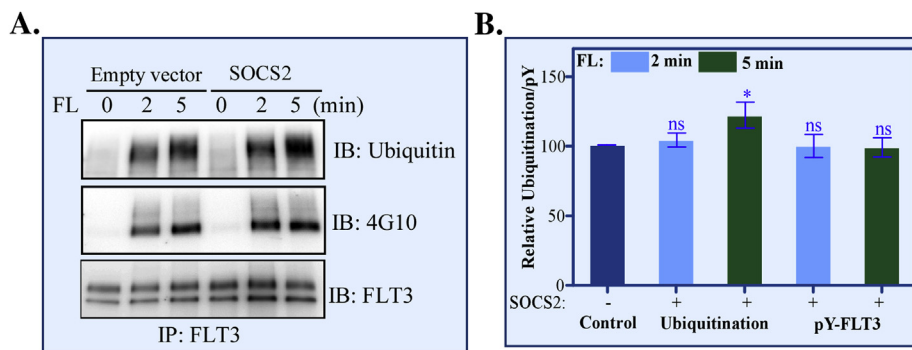 A.
Empty vector SOCS2
FL 0 2 5 0 2 5 (min)
IB: Ubiquitin
IB: 4G10
IB: FLT3
IP: FLT3
B.
FL: 2 min 5 min
Relative Ubiquitination/pY
150
100
50
0
ns * ns ns
SOCS2: - + + + +
Control Ubiquitination pY-FLT3